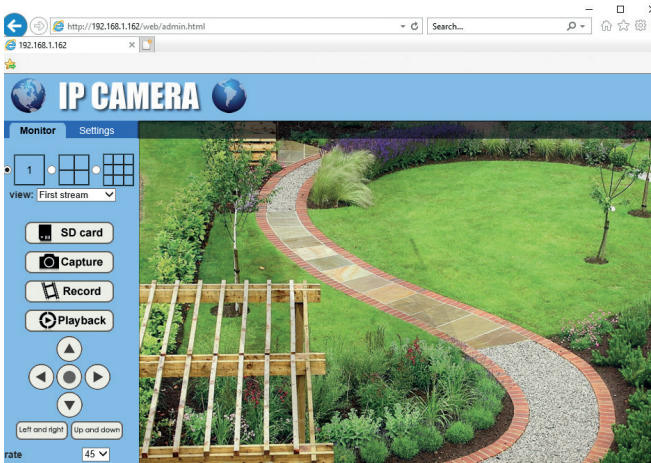 http://192.168.1.162/web/admin.html
Search...
192.168.1.162
IP CAMERA
Monitor
Settings
1
view: First stream
SD card
Capture
Record
Playback
Left and right
Up and down
rate
45